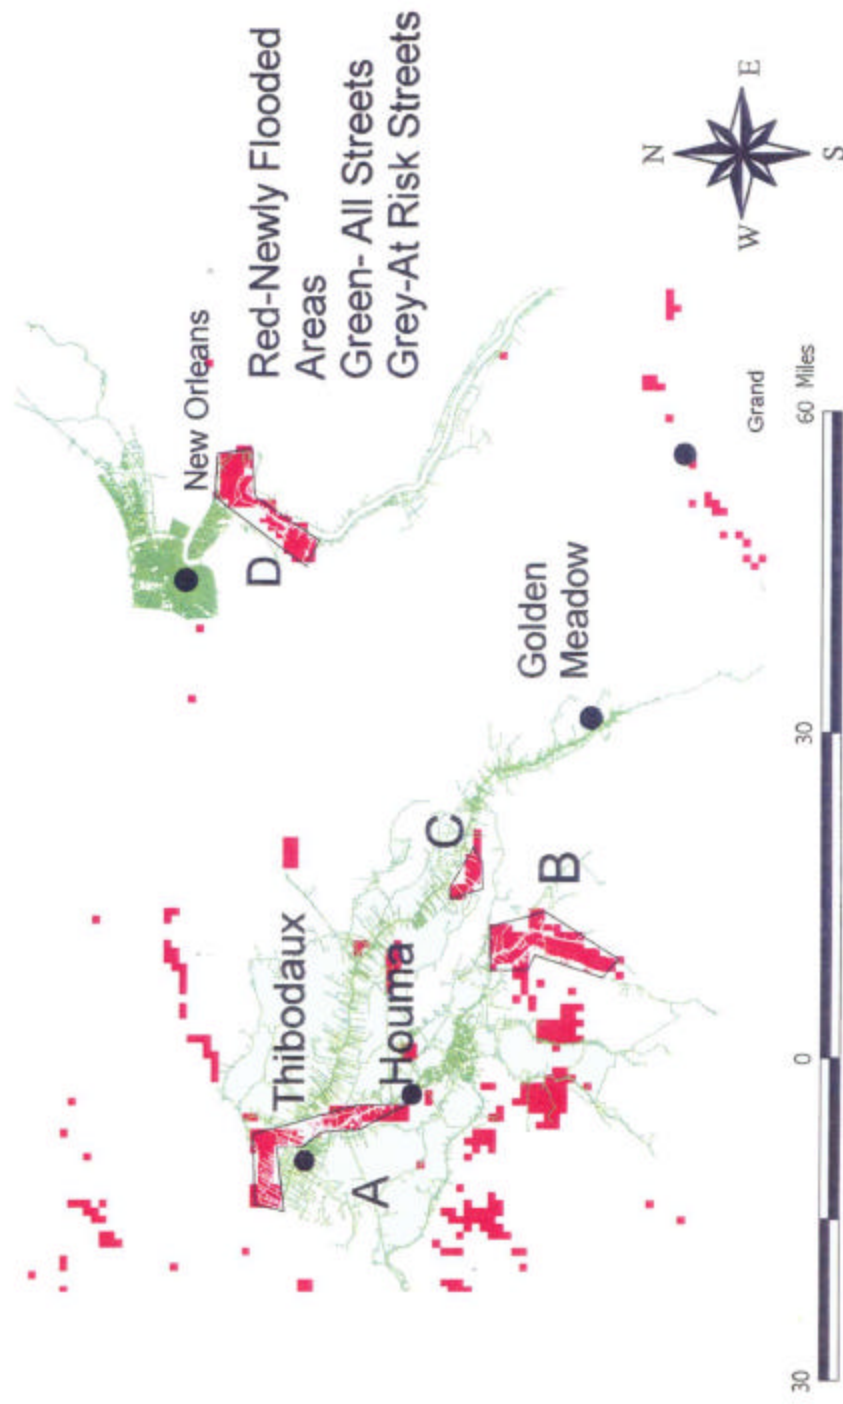 New Orleans
Red-Newly Flooded
Areas
Green- All Streets
Grey-At Risk Streets
D
Thibodaux
Houma
A
C
B
Golden
Meadow
Grand
N
W
E
S
30
0
30
60 Miles